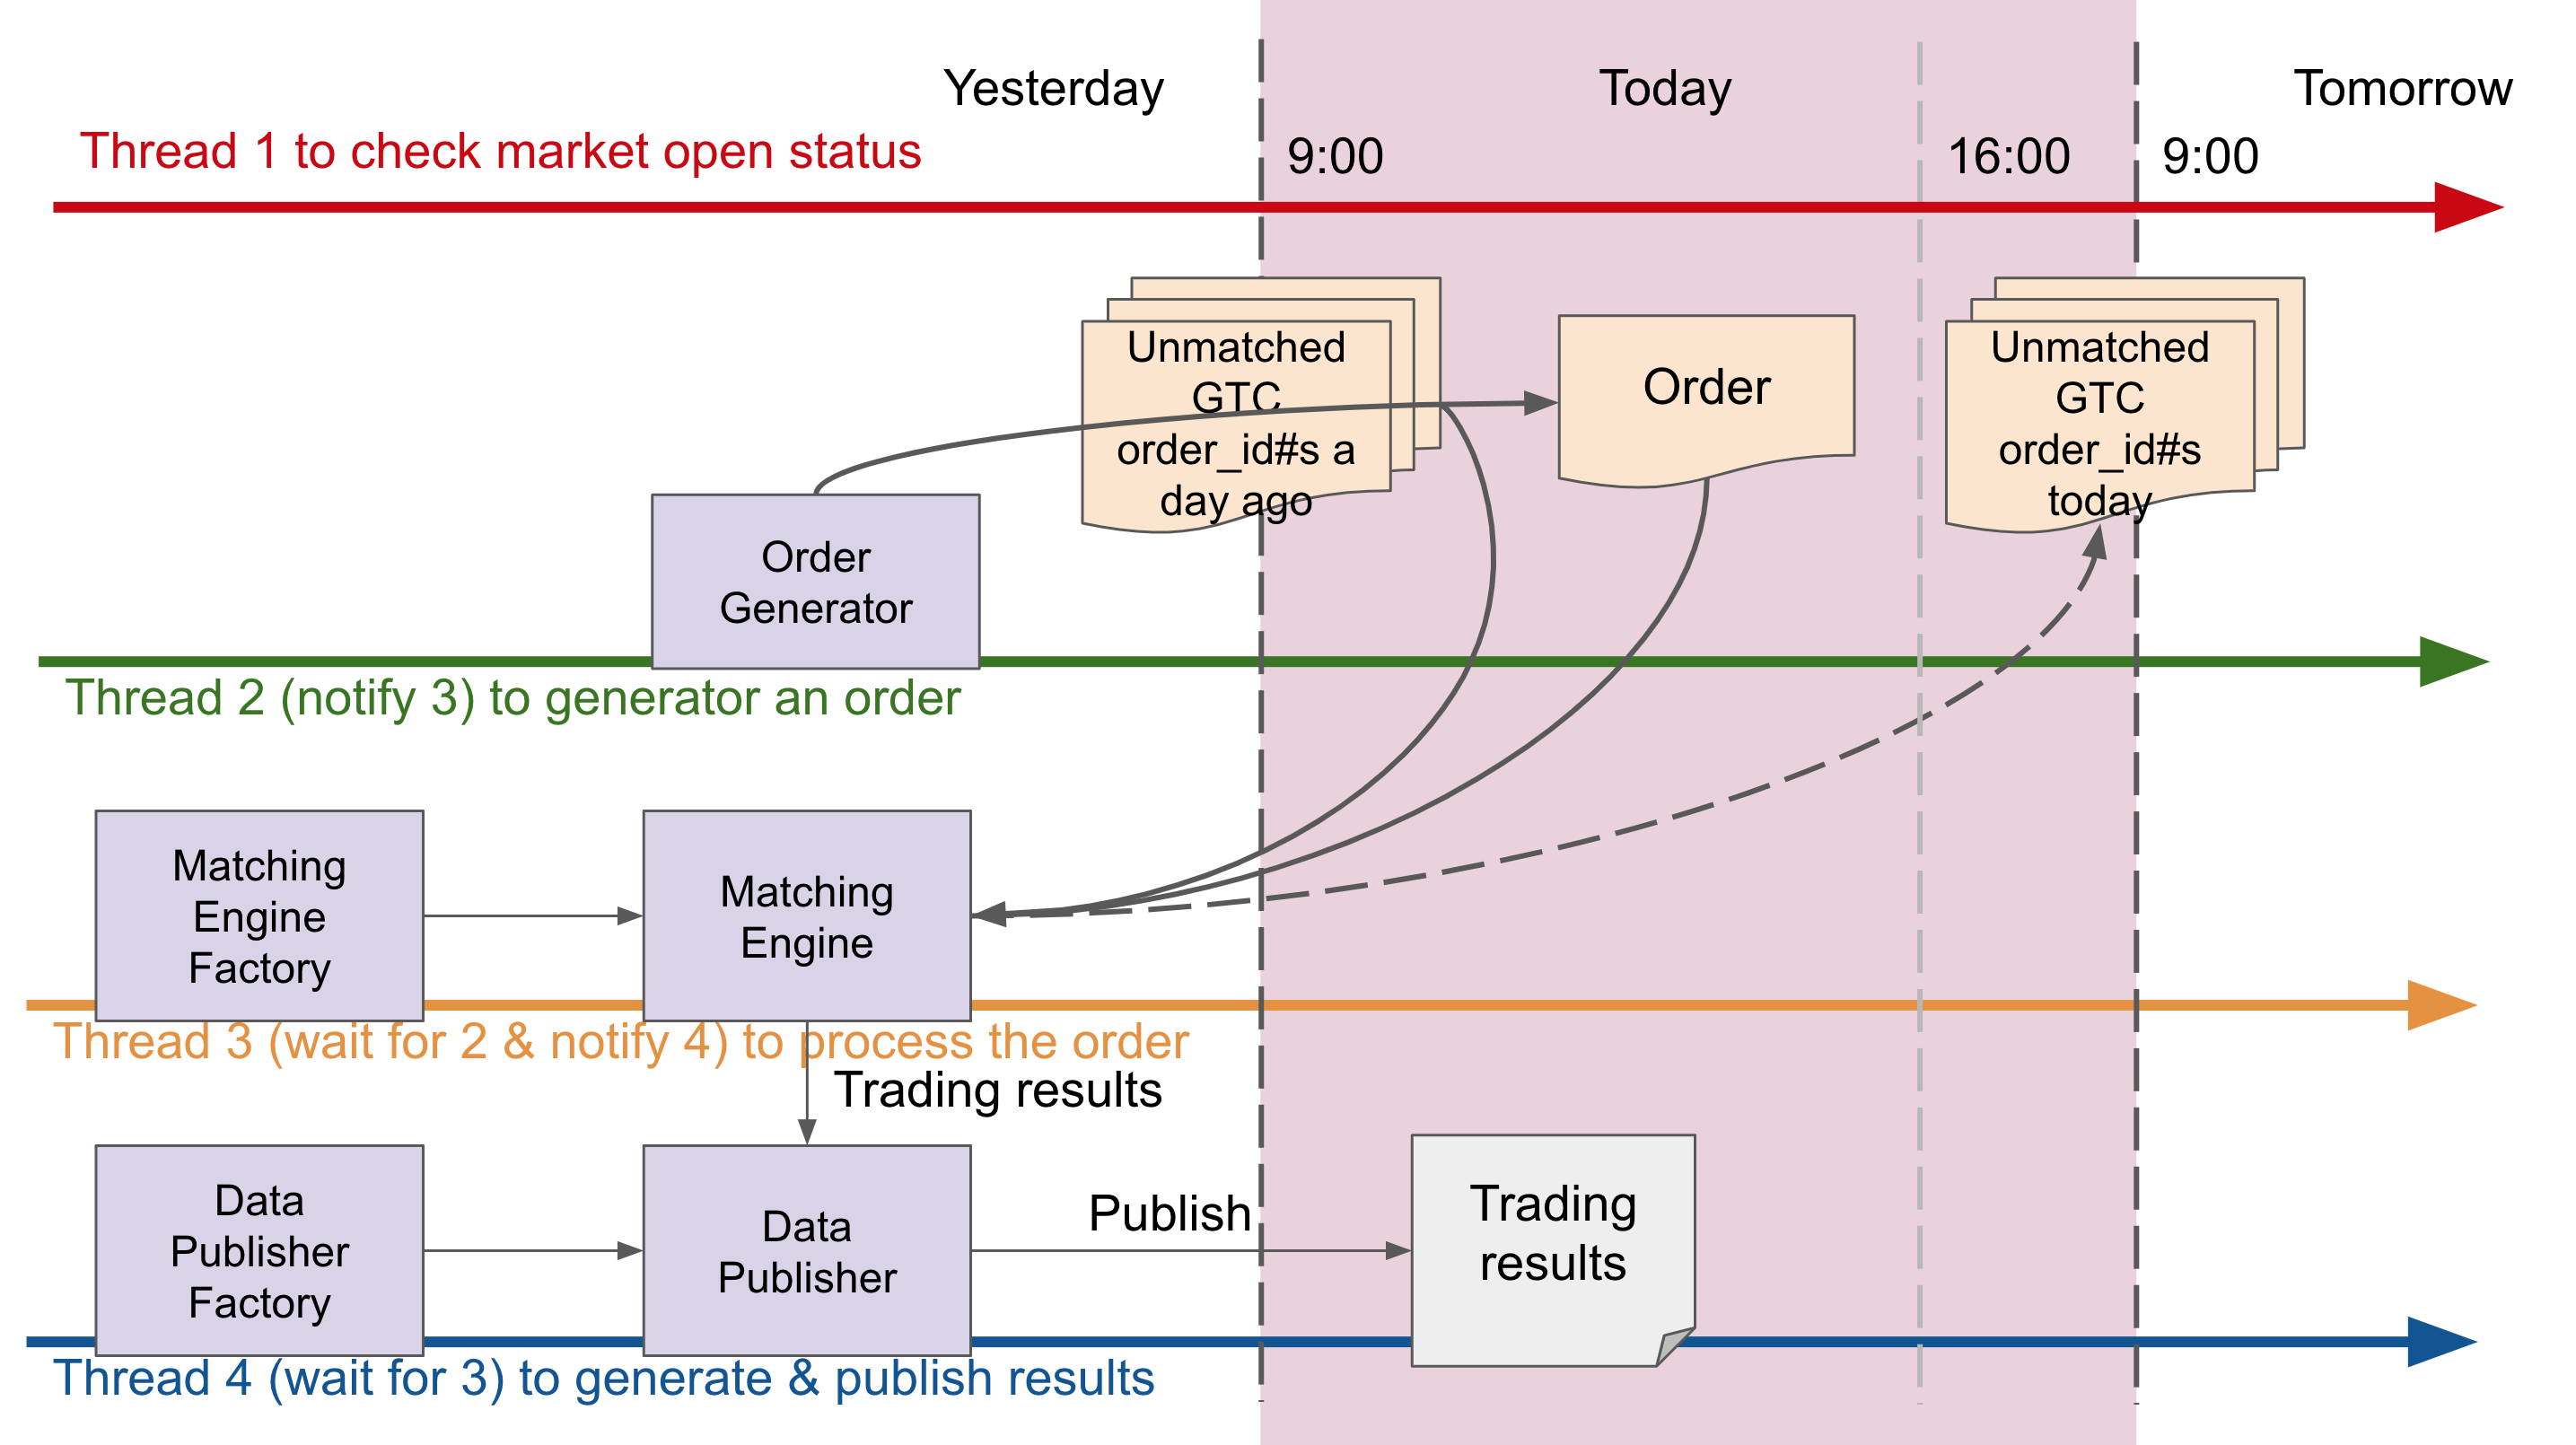 Yesterday
Today
Tomorrow
Thread 1 to check market open status
9:00
16:00
9:00
Unmatched
GTC
order_id#s a
day ago
Order
Unmatched
GTC
order_id#s
today
Order
Generator
Thread 2 (notify 3) to generator an order
Matching
Engine
Factory
Matching
Engine
Thread 3 (wait for 2 & notify 4) to process the order
Trading results
Data
Publisher
Factory
Data
Publisher
Publish
Trading
results
Thread 4 (wait for 3) to generate & publish results